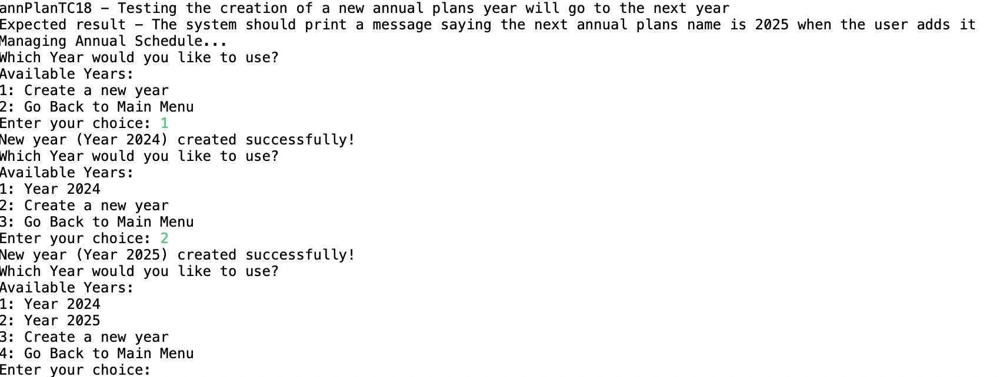 annPlanTC18 – Testing the creation of a new annual plans year will go to the next year
Expected result – The system should print a message saying the next annual plans name is 2025 when the user adds it
Managing Annual Schedule...
Which Year would you like to use?
Available Years:
1: Create a new year
2: Go Back to Main Menu
Enter your choice: 1
New year (Year 2024) created successfully!
Which Year would you like to use?
Available Years:
1: Year 2024
2: Create a new year
3: Go Back to Main Menu
Enter your choice: 2
New year (Year 2025) created successfully!
Which Year would you like to use?
Available Years:
1: Year 2024
2: Year 2025
3: Create a new year
4: Go Back to Main Menu
Enter your choice: